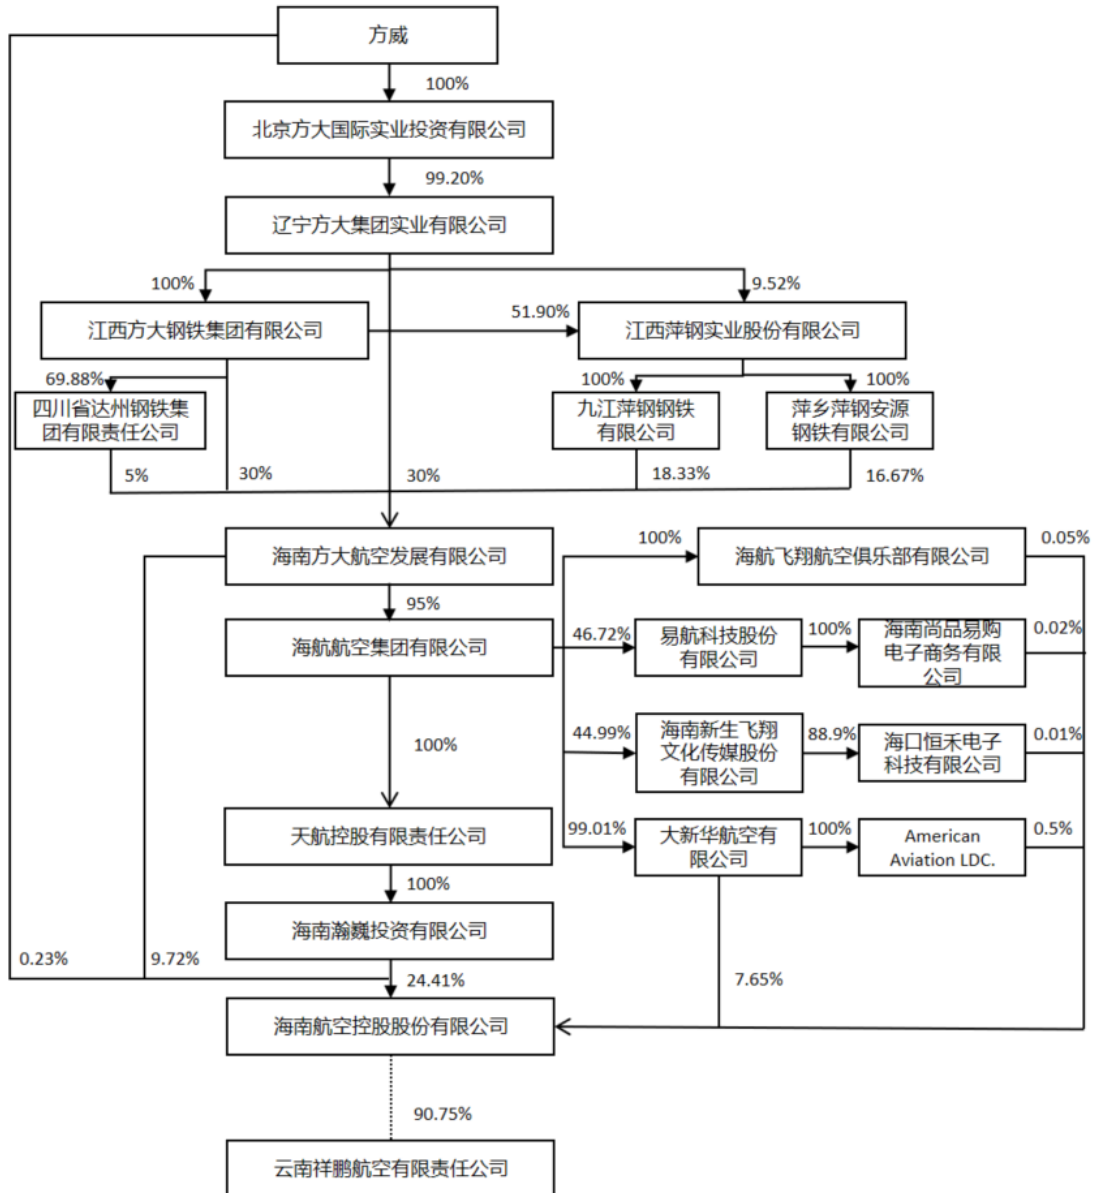 方威
100%
北京方大国际实业投资有限公司
99.20%
辽宁方大集团实业有限公司
100%
9.52%
江西方大钢铁集团有限公司
51.90%
江西萍钢实业股份有限公司
69.88%
100%
100%
四川省达州钢铁集
团有限责任公司
九江萍钢钢铁
有限公司
萍乡萍钢安源
钢铁有限公司
5%
30%
30%
18.33%
16.67%
海南方大航空发展有限公司
100%
海航飞翔航空俱乐部有限公司
0.05%
95%
海航航空集团有限公司
46.72%
易航科技股份
有限公司
100%
海南尚品易购
电子商务有限
公司
0.02%
100%
44.99%
海南新生飞翔
文化传媒股份
有限公司
88.9%
海口恒禾电子
科技有限公司
0.01%
天航控股有限责任公司
99.01%
大新华航空有
限公司
100%
American
Aviation LDC.
0.5%
100%
海南瀚巍投资有限公司
0.23%
9.72%
24.41%
7.65%
海南航空控股股份有限公司
90.75%
云南祥鹏航空有限责任公司